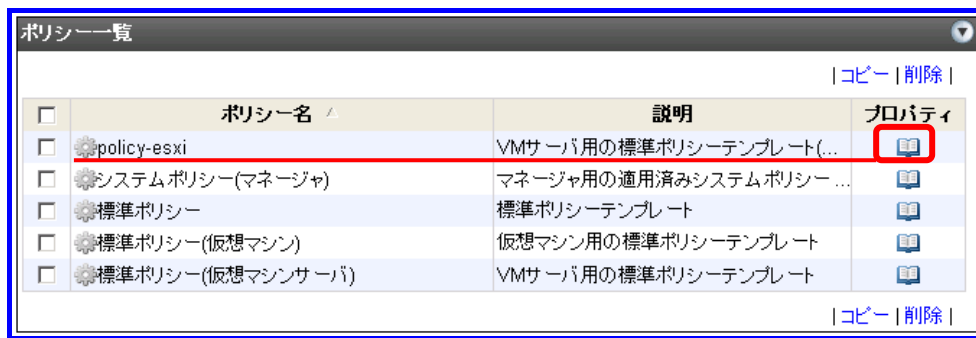 ポリシー一覧
|コピー|削除|
ポリシー名 説明 プロパティ
policy-esxi VMサーバ用の標準ポリシーテンプレート(...
システムポリシー(マネージャ) マネージャ用の適用済みシステムポリシー ...
標準ポリシー 標準ポリシーテンプレート
標準ポリシー(仮想マシン) 仮想マシン用の標準ポリシーテンプレート
標準ポリシー(仮想マシンサーバ) VMサーバ用の標準ポリシーテンプレート
|コピー|削除|